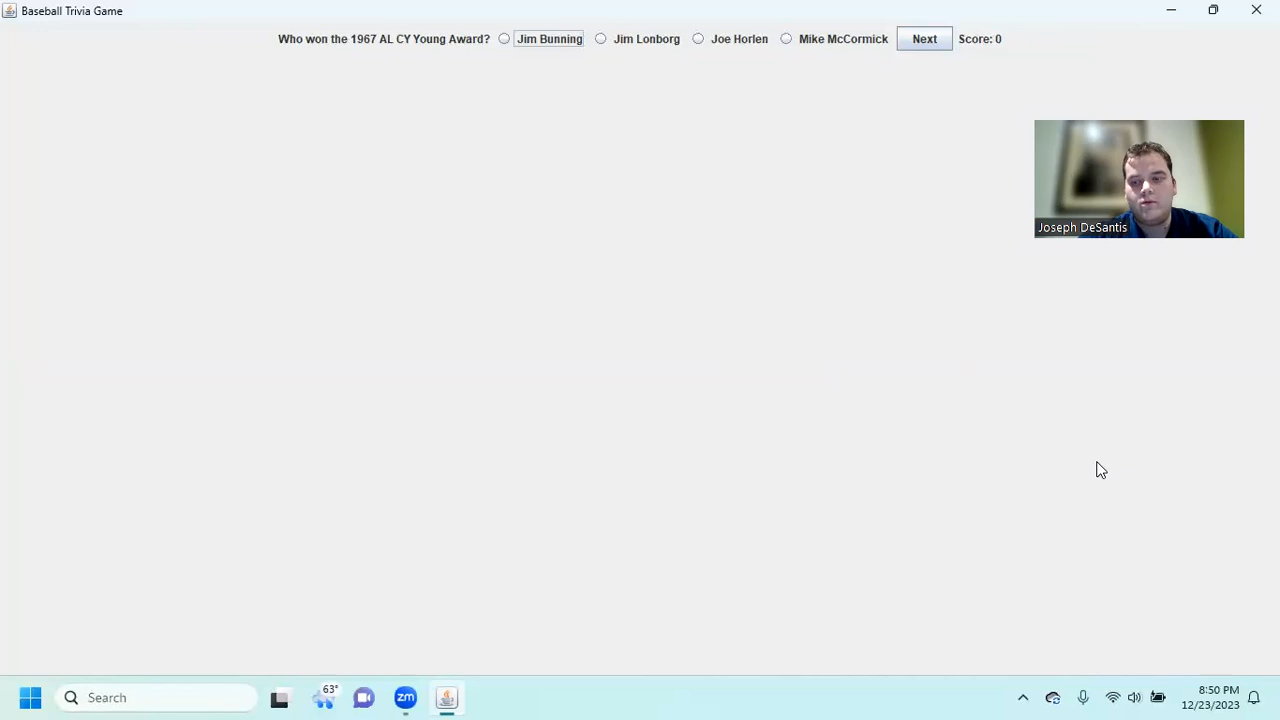 Baseball Trivia Game
Who won the 1967 AL CY Young Award? Jim Bunning Jim Lonborg Joe Horlen Mike McCormick Next Score: 0
Joseph DeSantis
Search
63°
zm
8:50 PM
12/23/2023